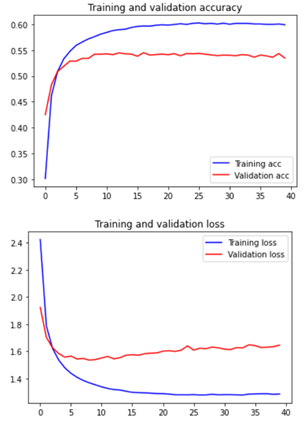 Training and validation accuracy
0.60
0.55
0.50
0.45
0.40
0.35
0.30
Training acc
Validation acc
0 5 10 15 20 25 30 35 40
Training and validation loss
2.4
2.2
2.0
1.8
1.6
1.4
Training loss
Validation loss
0 5 10 15 20 25 30 35 40